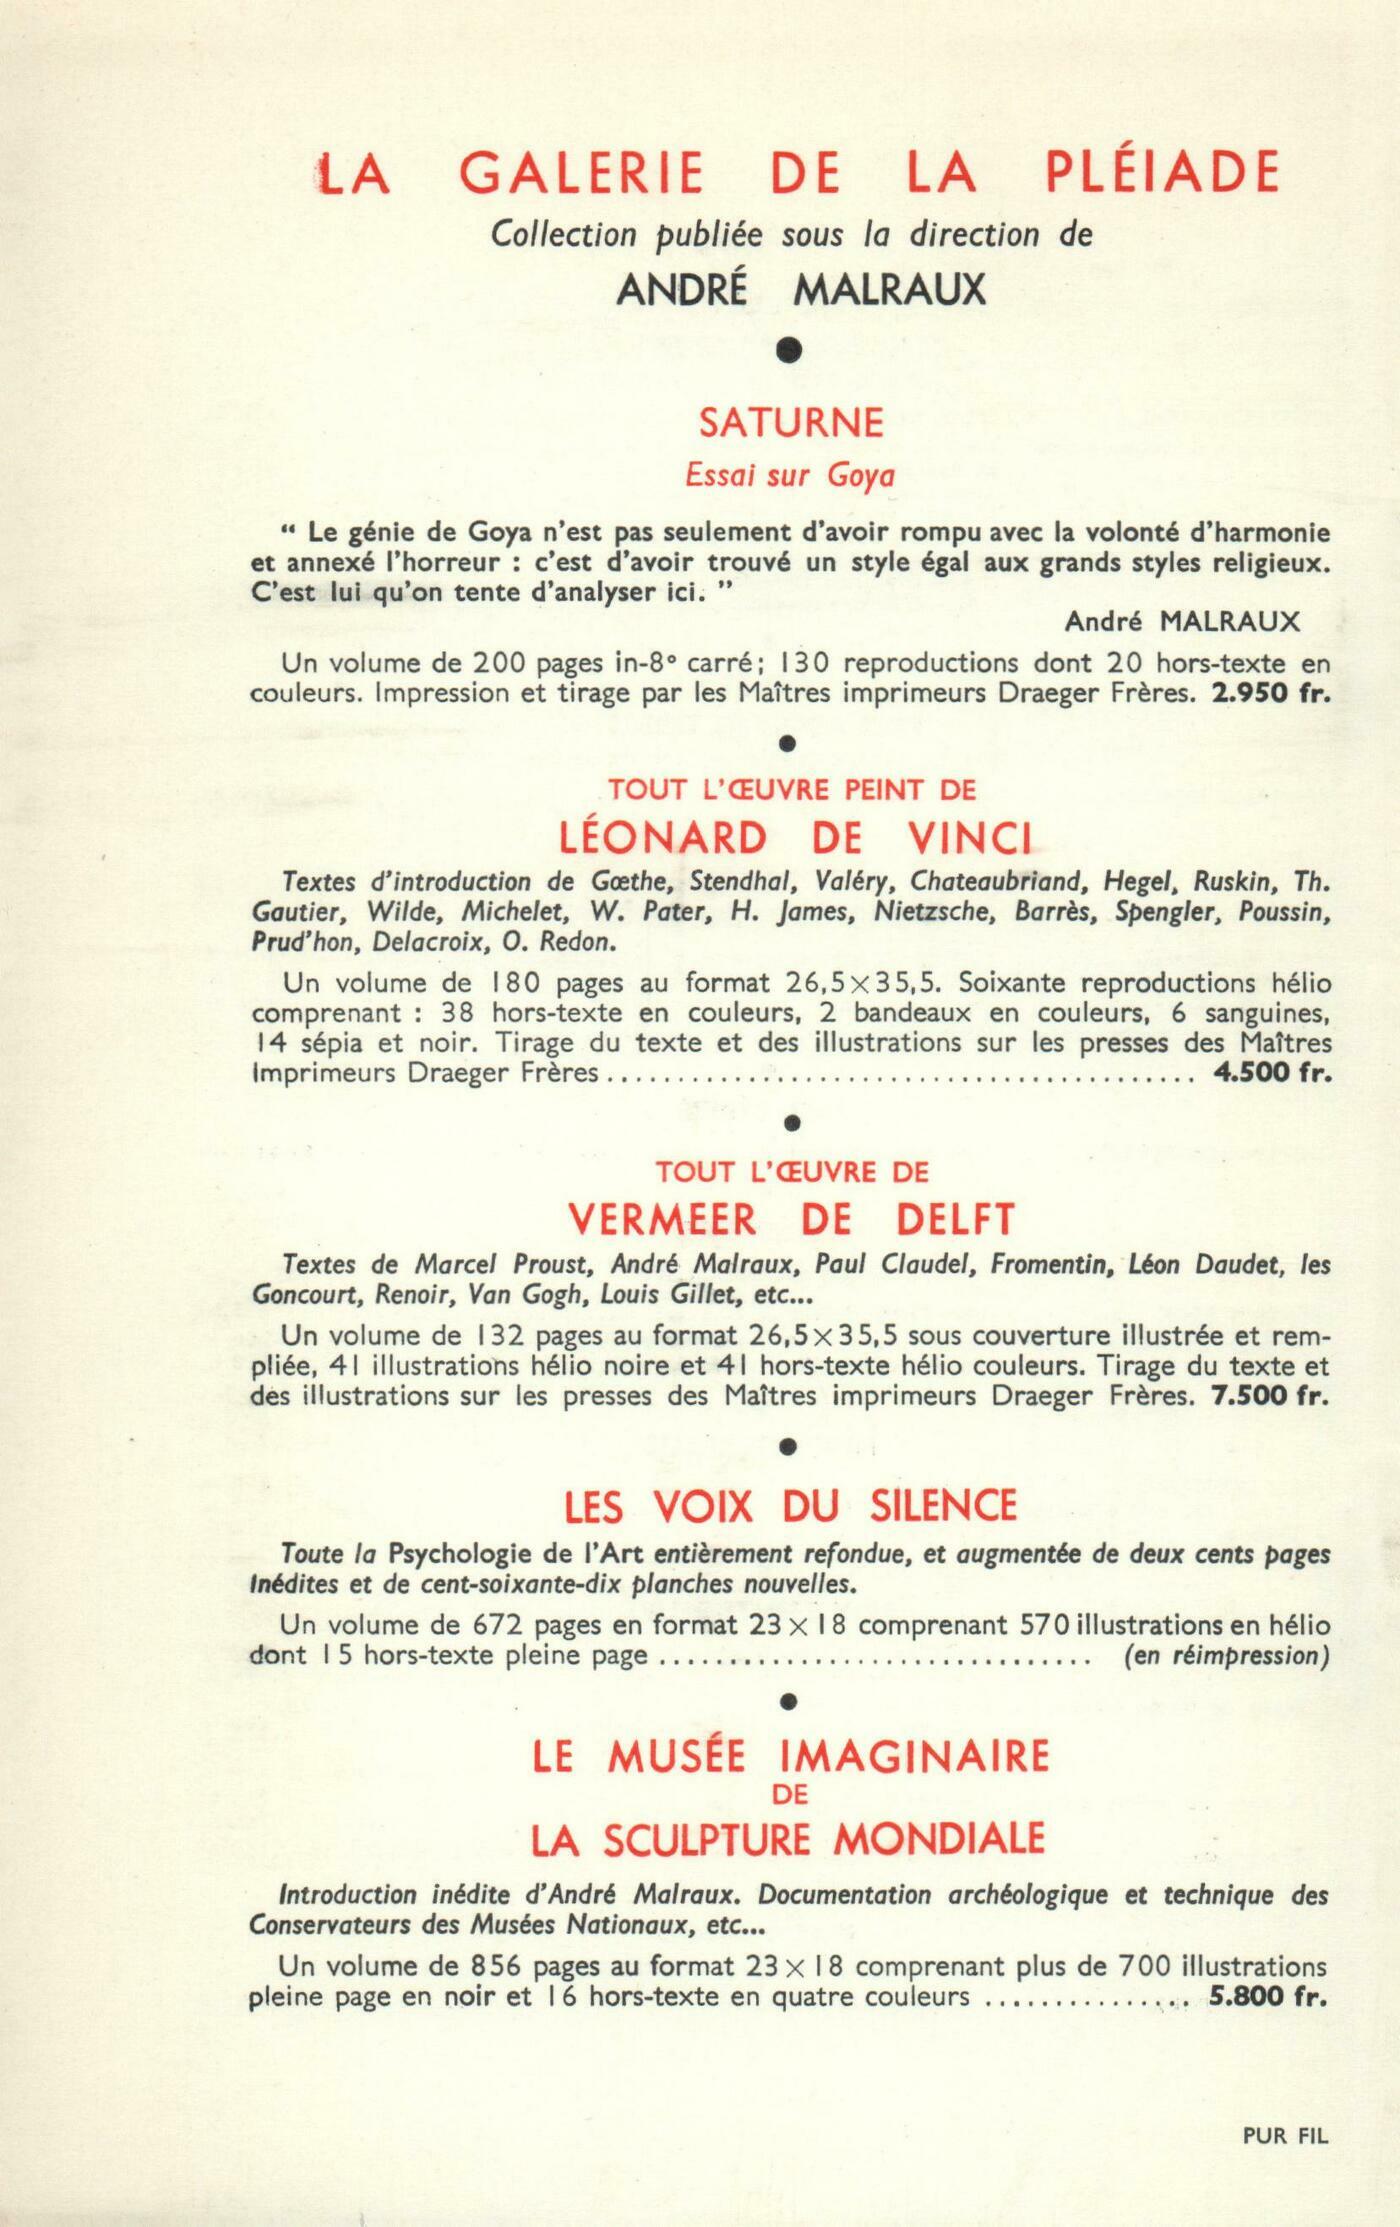 LA GALERIE DE LA PLÉIADE
Collection publiée sous la direction de
ANDRÉ MALRAUX
●
SATURNE
Essai sur Goya
“ Le génie de Goya n'est pas seulement d'avoir rompu avec la volonté d'harmonie
et annexé l'horreur : c'est d'avoir trouvé un style égal aux grands styles religieux.
C'est lui qu'on tente d'analyser ici. ”
André MALRAUX
Un volume de 200 pages in-8° carré; 130 reproductions dont 20 hors-texte en
couleurs. Impression et tirage par les Maîtres imprimeurs Draeger Frères. 2.950 fr.
●
TOUT L'ŒUVRE PEINT DE
LÉONARD DE VINCI
Textes d'introduction de Gœthe, Stendhal, Valéry, Chateaubriand, Hegel, Ruskin, Th.
Gautier, Wilde, Michelet, W. Pater, H. James, Nietzsche, Barrès, Spengler, Poussin,
Prud'hon, Delacroix, O. Redon.
Un volume de 180 pages au format 26,5×35,5. Soixante reproductions hélio
comprenant : 38 hors-texte en couleurs, 2 bandeaux en couleurs, 6 sanguines,
14 sépia et noir. Tirage du texte et des illustrations sur les presses des Maîtres
Imprimeurs Draeger Frères.......................................... 4.500 fr.
●
TOUT L'ŒUVRE DE
VERMEER DE DELFT
Textes de Marcel Proust, André Malraux, Paul Claudel, Fromentin, Léon Daudet, les
Goncourt, Renoir, Van Gogh, Louis Gillet, etc...
Un volume de 132 pages au format 26,5×35,5 sous couverture illustrée et rem-
pliée, 41 illustrations hélio noire et 41 hors-texte hélio couleurs. Tirage du texte et
des illustrations sur les presses des Maîtres imprimeurs Draeger Frères. 7.500 fr.
●
LES VOIX DU SILENCE
Toute la Psychologie de l'Art entièrement refondue, et augmentée de deux cents pages
Inédites et de cent-soixante-dix planches nouvelles.
Un volume de 672 pages en format 23 × 18 comprenant 570 illustrations en hélio
dont 15 hors-texte pleine page ............................... (en réimpression)
●
LE MUSÉE IMAGINAIRE
DE
LA SCULPTURE MONDIALE
Introduction inédite d'André Malraux. Documentation archéologique et technique des
Conservateurs des Musées Nationaux, etc...
Un volume de 856 pages au format 23 × 18 comprenant plus de 700 illustrations
pleine page en noir et 16 hors-texte en quatre couleurs ............... 5.800 fr.
PUR FIL